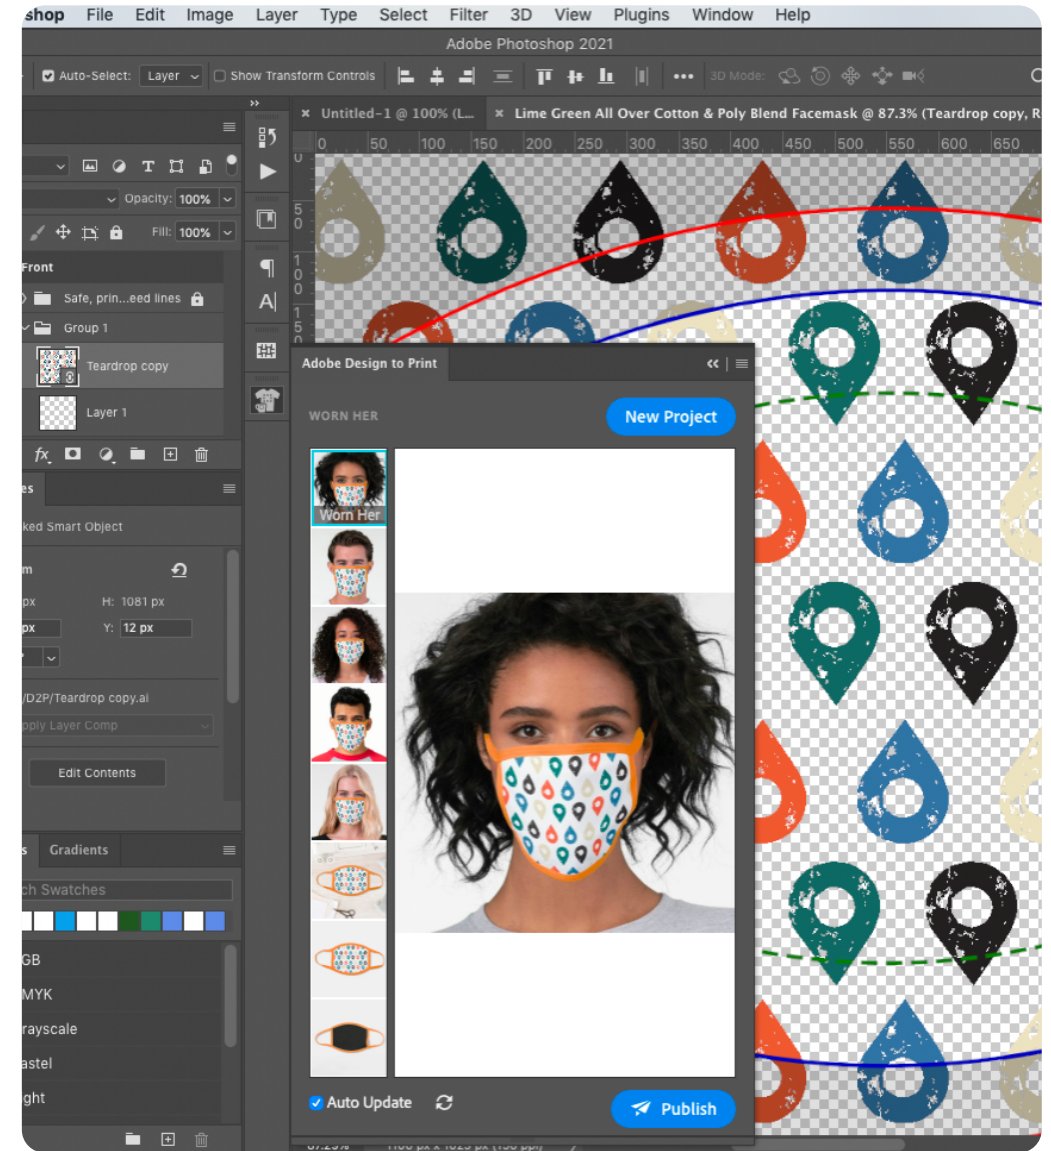 shop File Edit Image Layer Type Select Filter 3D View Plugins Window Help
Adobe Photoshop 2021
Auto-Select: Layer Show Transform Controls ••• 3D Mode:
× Untitled-1 @ 100% (L... × Lime Green All Over Cotton & Poly Blend Facemask @ 87.3% (Teardrop copy, R
0 50 100 150 200 250 300 350 400 450 500 550 600 650
Opacity: 100%
Fill: 100%
Front
Safe, prin...eed lines
Group 1
Teardrop copy
Layer 1
fx
es
ked Smart Object
m
px H: 1081 px
px Y: 12 px
/D2P/Teardrop copy.ai
pply Layer Comp
Edit Contents
s Gradients
ch Swatches
GB
MYK
rayscale
astel
ght
Adobe Design to Print
WORN HER
New Project
Worn Her
Auto Update
Publish